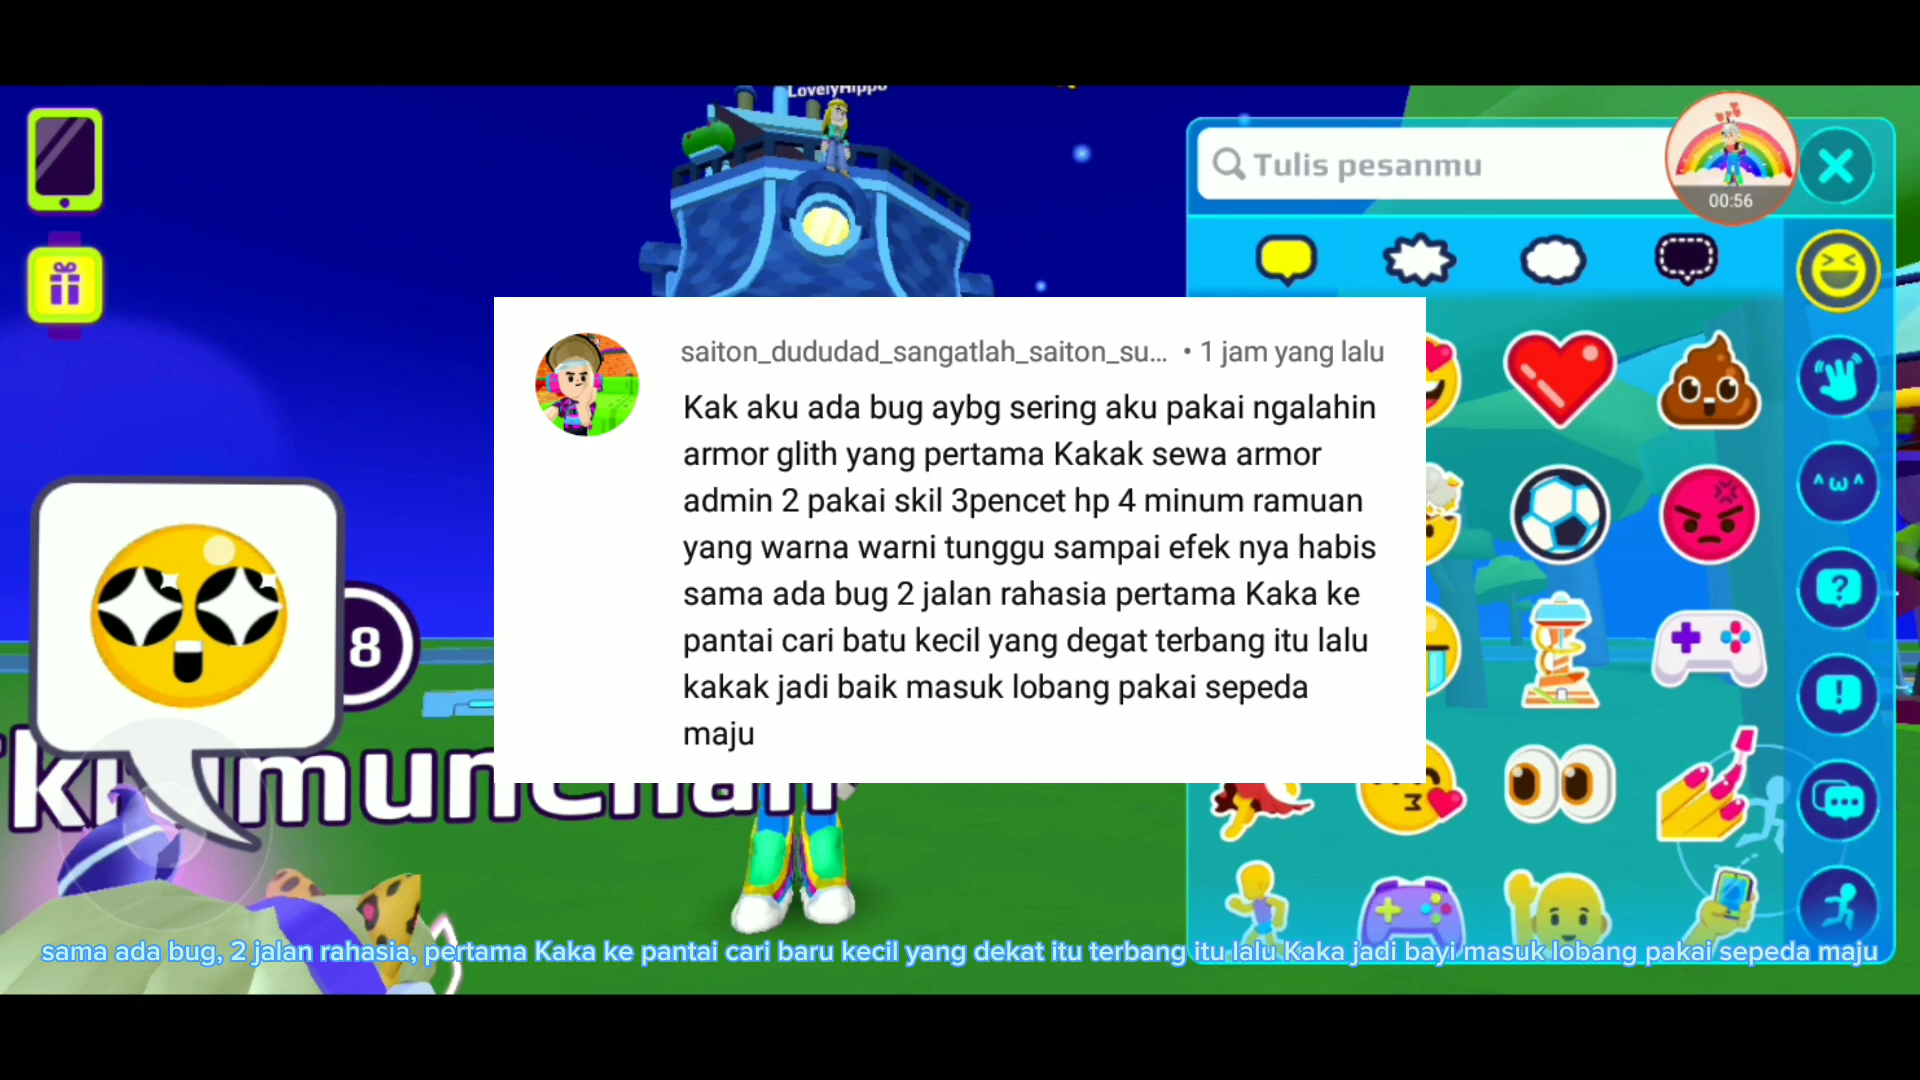 LovelyHippo
Tulis pesanmu
00:56
saiton_dududad_sangatlah_saiton_su... • 1 jam yang lalu
Kak aku ada bug aybg sering aku pakai ngalahin
armor glith yang pertama Kakak sewa armor
admin 2 pakai skil 3pencet hp 4 minum ramuan
yang warna warni tunggu sampai efek nya habis
sama ada bug 2 jalan rahasia pertama Kaka ke
pantai cari batu kecil yang degat terbang itu lalu
kakak jadi baik masuk lobang pakai sepeda
maju
8
sama ada bug, 2 jalan rahasia, pertama Kaka ke pantai cari baru kecil yang dekat itu terbang itu lalu Kaka jadi bayi masuk lobang pakai sepeda maju